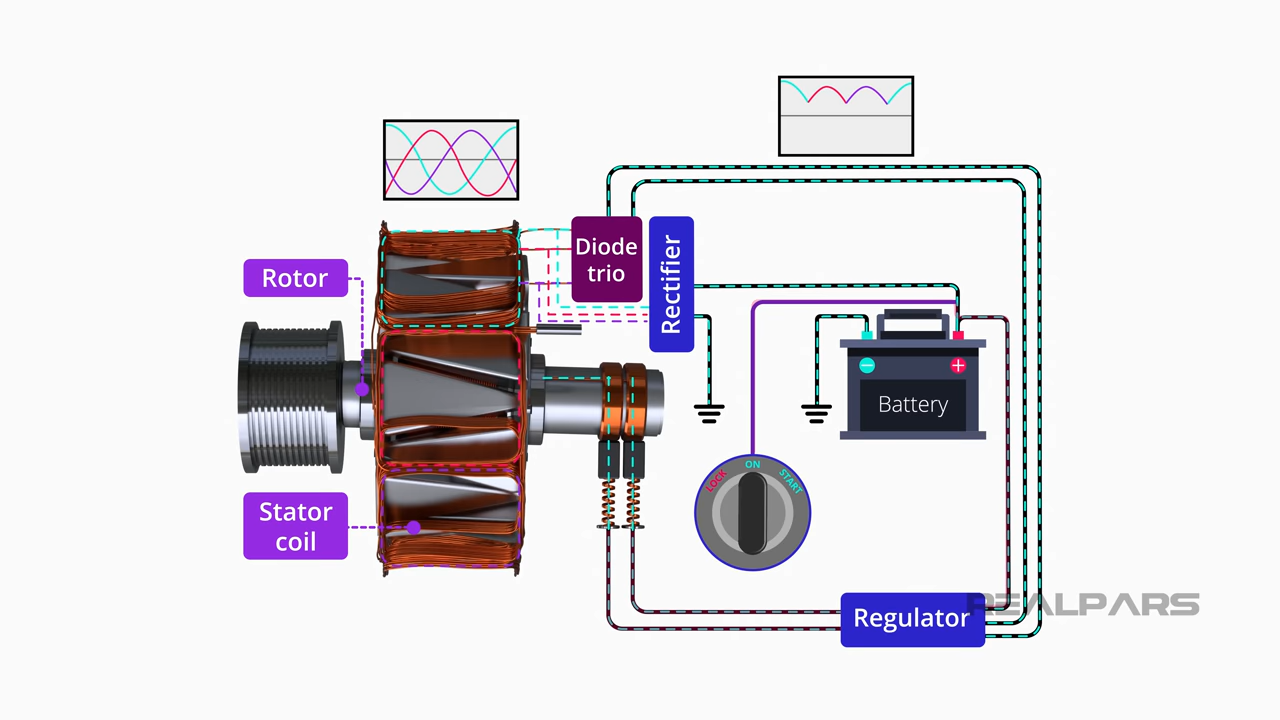 Rotor
Diode
trio
Rectifier
Battery
LOCK
ON
START
Stator
coil
Regulator
REALPARS